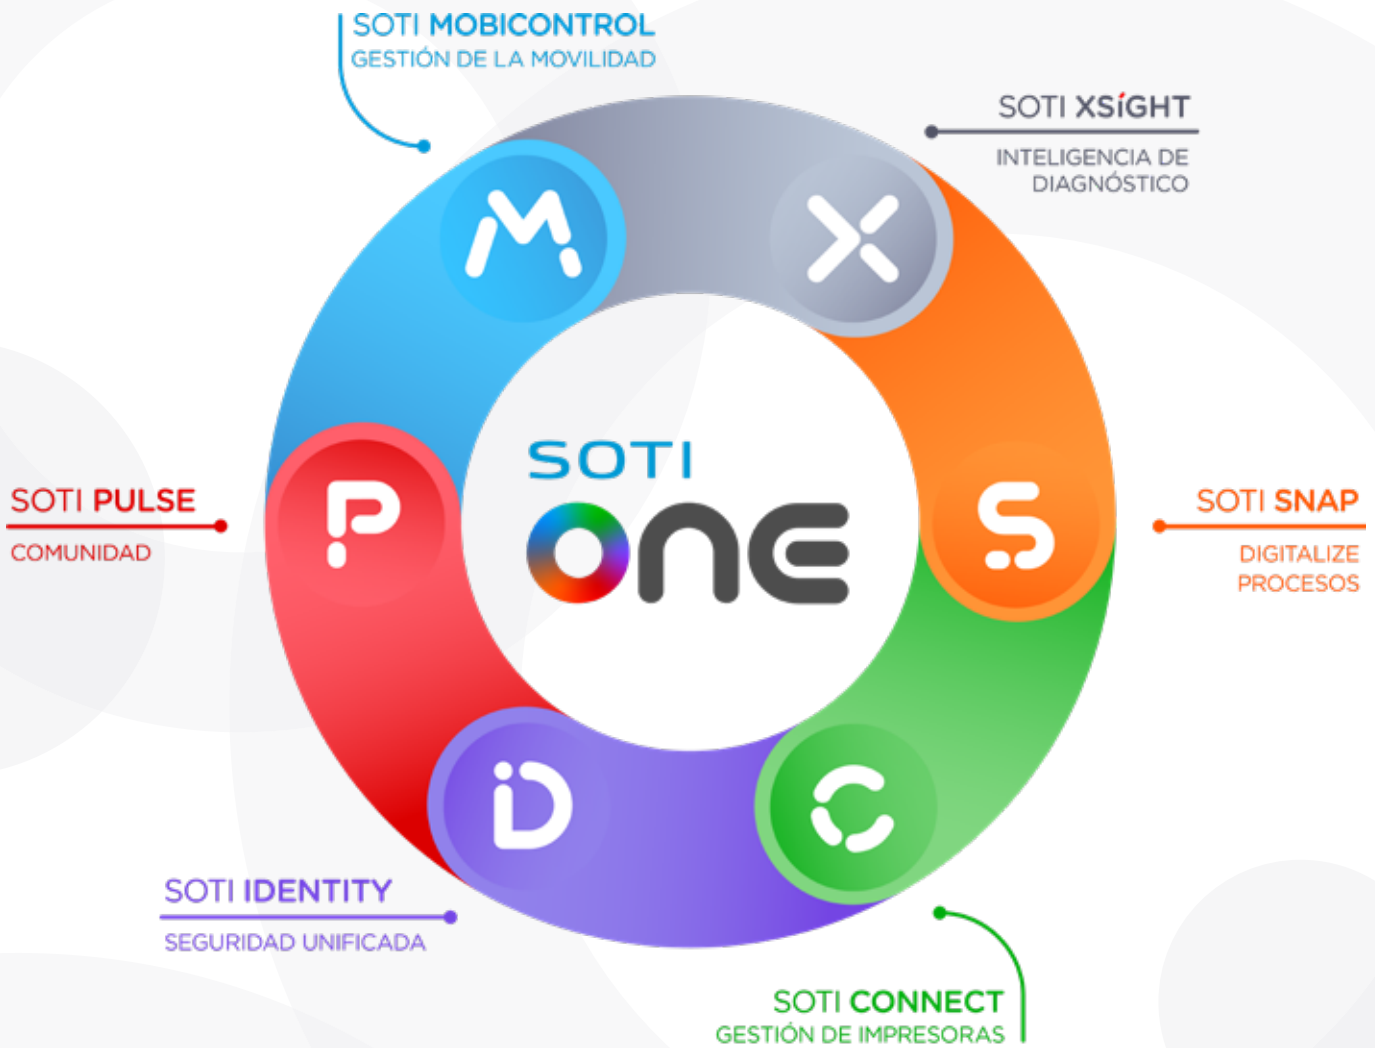 SOTI MOBICONTROL
GESTIÓN DE LA MOVILIDAD
SOTI XSíGHT
INTELIGENCIA DE
DIAGNÓSTICO
M
X
SOTI
ONE
SOTI PULSE
COMUNIDAD
P
S
SOTI SNAP
DIGITALIZE
PROCESOS
D
C
SOTI IDENTITY
SEGURIDAD UNIFICADA
SOTI CONNECT
GESTIÓN DE IMPRESORAS